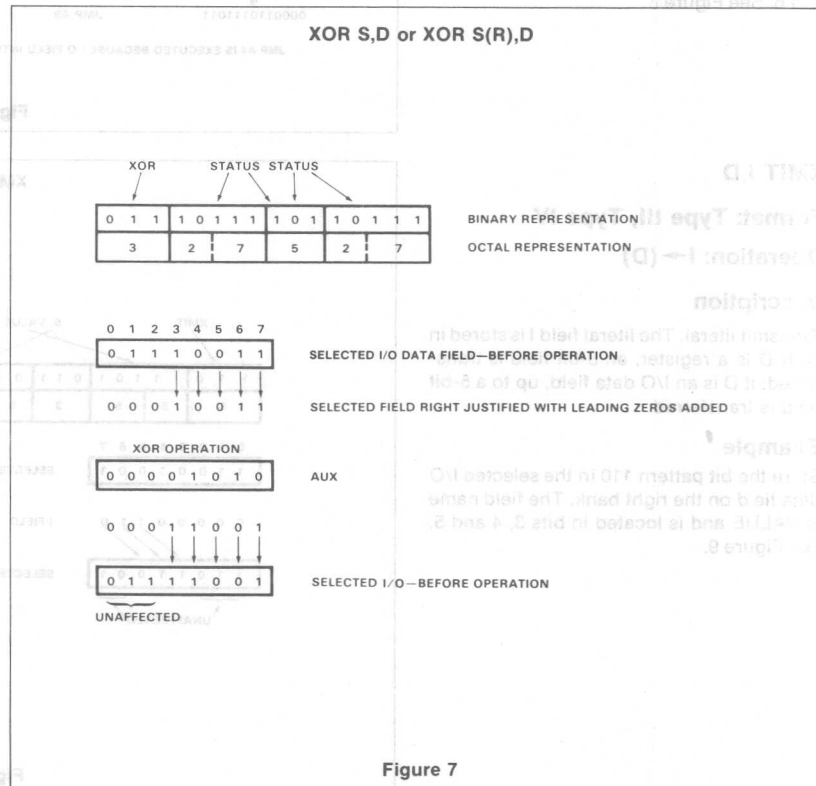 XOR S,D or XOR S(R),D
XOR STATUS STATUS
0 1 1 1 0 1 1 1 1 0 1 1 0 1 1 1 BINARY REPRESENTATION
3 2 7 5 2 7 OCTAL REPRESENTATION
0 1 2 3 4 5 6 7
0 1 1 1 0 0 1 1 SELECTED I/O DATA FIELD—BEFORE OPERATION
0 0 0 1 0 0 1 1 SELECTED FIELD RIGHT JUSTIFIED WITH LEADING ZEROS ADDED
XOR OPERATION
0 0 0 0 1 0 1 0 AUX
0 0 0 1 1 0 0 1
0 1 1 1 1 0 0 1 SELECTED I/O—BEFORE OPERATION
UNAFFECTED
Figure 7